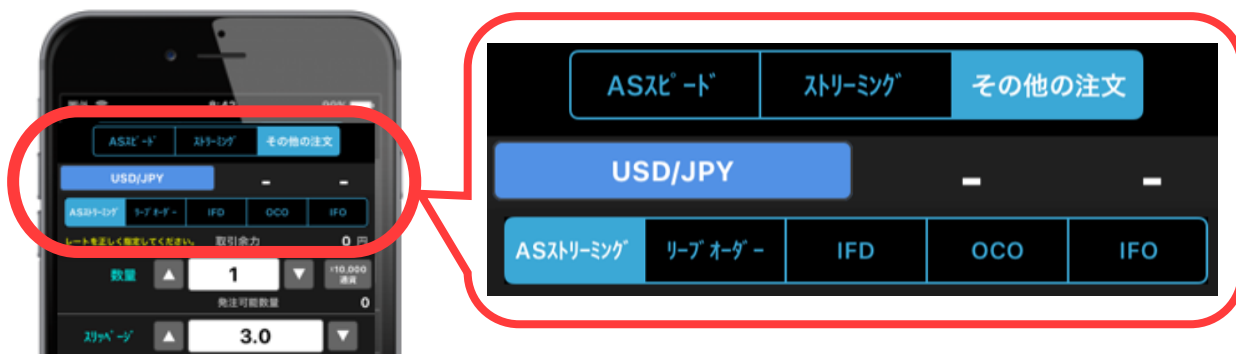 8:42
ASｽﾋﾟｰﾄﾞ ｽﾄﾘｰﾐﾝｸﾞ その他の注文
USD/JPY - -
ASｽﾄﾘｰﾐﾝｸﾞ ﾘｰﾌﾞｵｰﾀﾞｰ IFD OCO IFO
レートを正しく指定してください。 取引余力 0 円
数量 ▲ 1 ▼ ×10,000
通貨
発注可能数量 0
ｽﾘｯﾍﾟｰｼﾞ ▲ 3.0 ▼
ASｽﾋﾟｰﾄﾞ ｽﾄﾘｰﾐﾝｸﾞ その他の注文
USD/JPY - -
ASｽﾄﾘｰﾐﾝｸﾞ ﾘｰﾌﾞｵｰﾀﾞｰ IFD OCO IFO